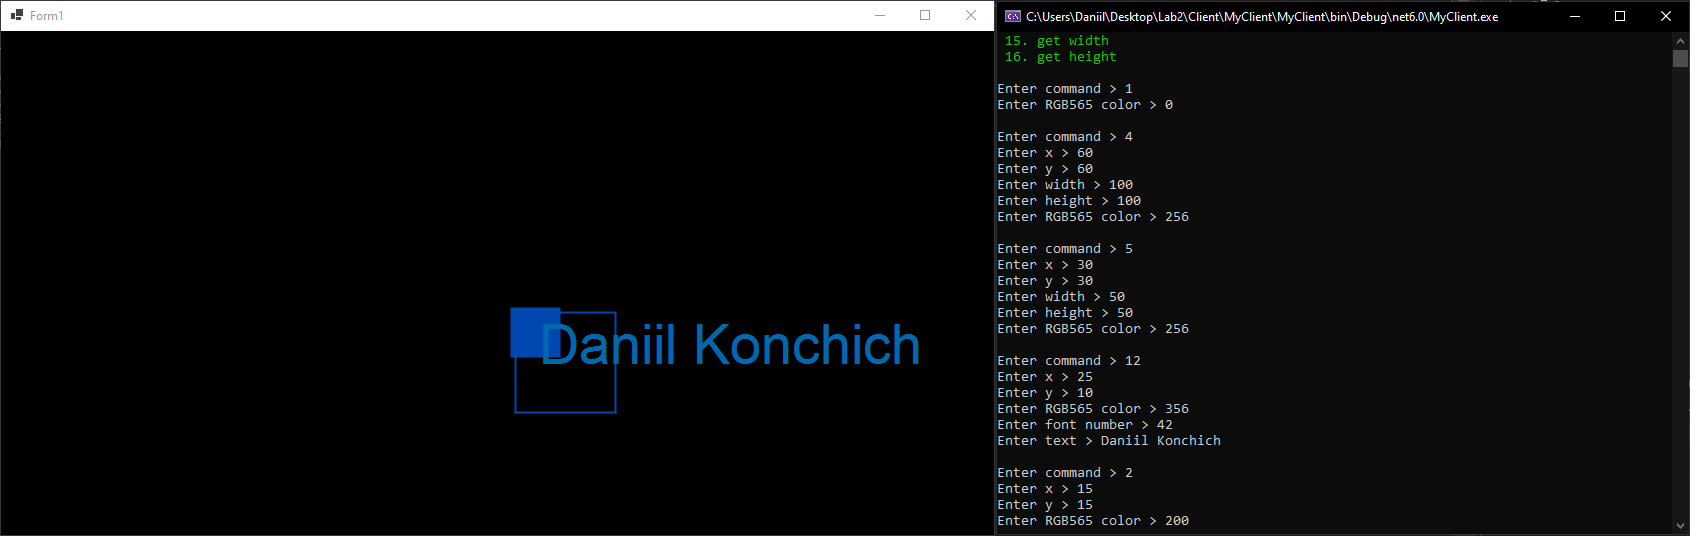 Form1
Daniil Konchich
C:\Users\Daniil\Desktop\Lab2\Client\MyClient\MyClient\bin\Debug\net6.0\MyClient.exe
15. get width
16. get height
Enter command > 1
Enter RGB565 color > 0
Enter command > 4
Enter x > 60
Enter y > 60
Enter width > 100
Enter height > 100
Enter RGB565 color > 256
Enter command > 5
Enter x > 30
Enter y > 30
Enter width > 50
Enter height > 50
Enter RGB565 color > 256
Enter command > 12
Enter x > 25
Enter y > 10
Enter RGB565 color > 356
Enter font number > 42
Enter text > Daniil Konchich
Enter command > 2
Enter x > 15
Enter y > 15
Enter RGB565 color > 200